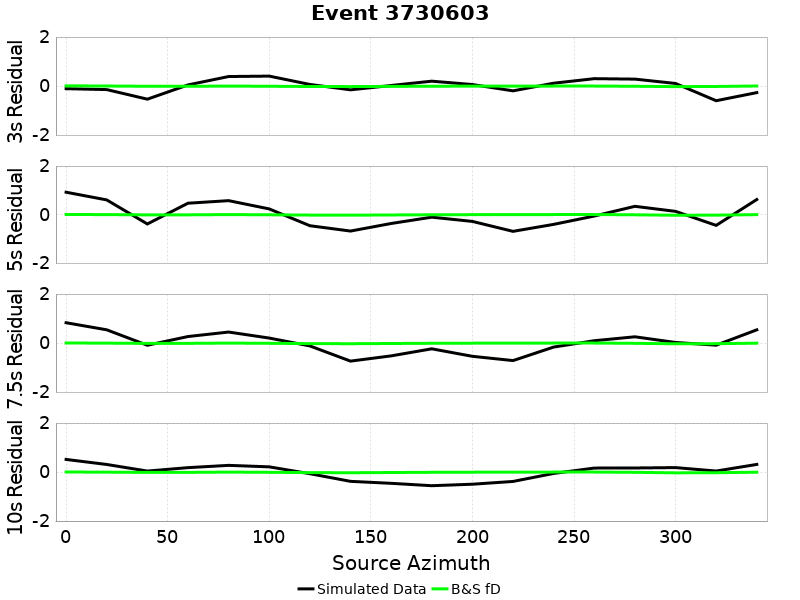 Event 3730603
3s Residual
2
0
-2
5s Residual
2
0
-2
7.5s Residual
2
0
-2
10s Residual
2
0
-2
0 50 100 150 200 250 300
Source Azimuth
Simulated Data B&S fD